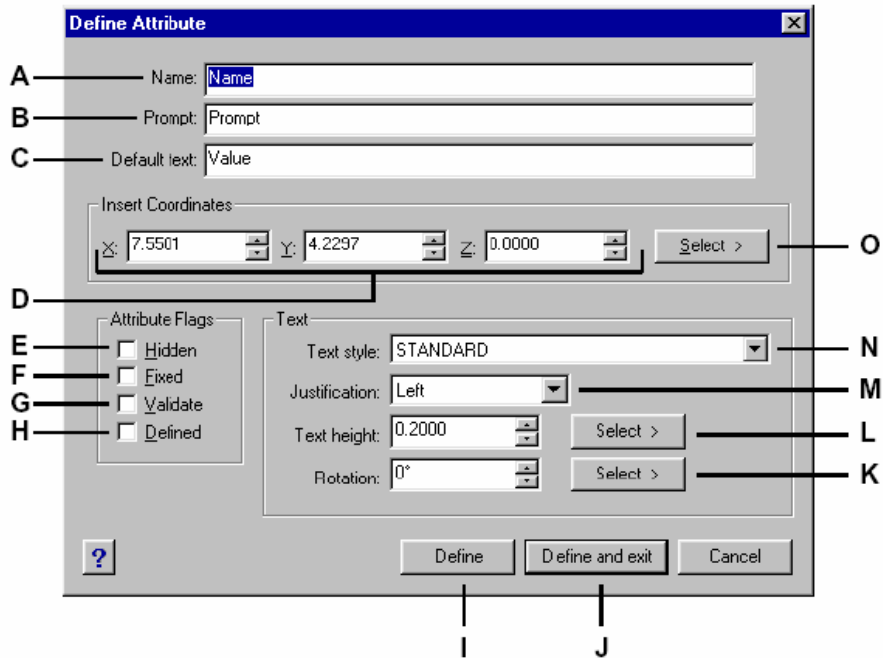 Define Attribute
A Name: Name
B Prompt: Prompt
C Default text: Value
Insert Coordinates
X: 7.5501 Y: 4.2297 Z: 0.0000 Select > O
D
Attribute Flags Text
E Hidden Text style: STANDARD N
F Fixed Justification: Left M
G Validate Text height: 0.2000 Select > L
H Defined Rotation: 0° Select > K
? Define Define and exit Cancel
I J